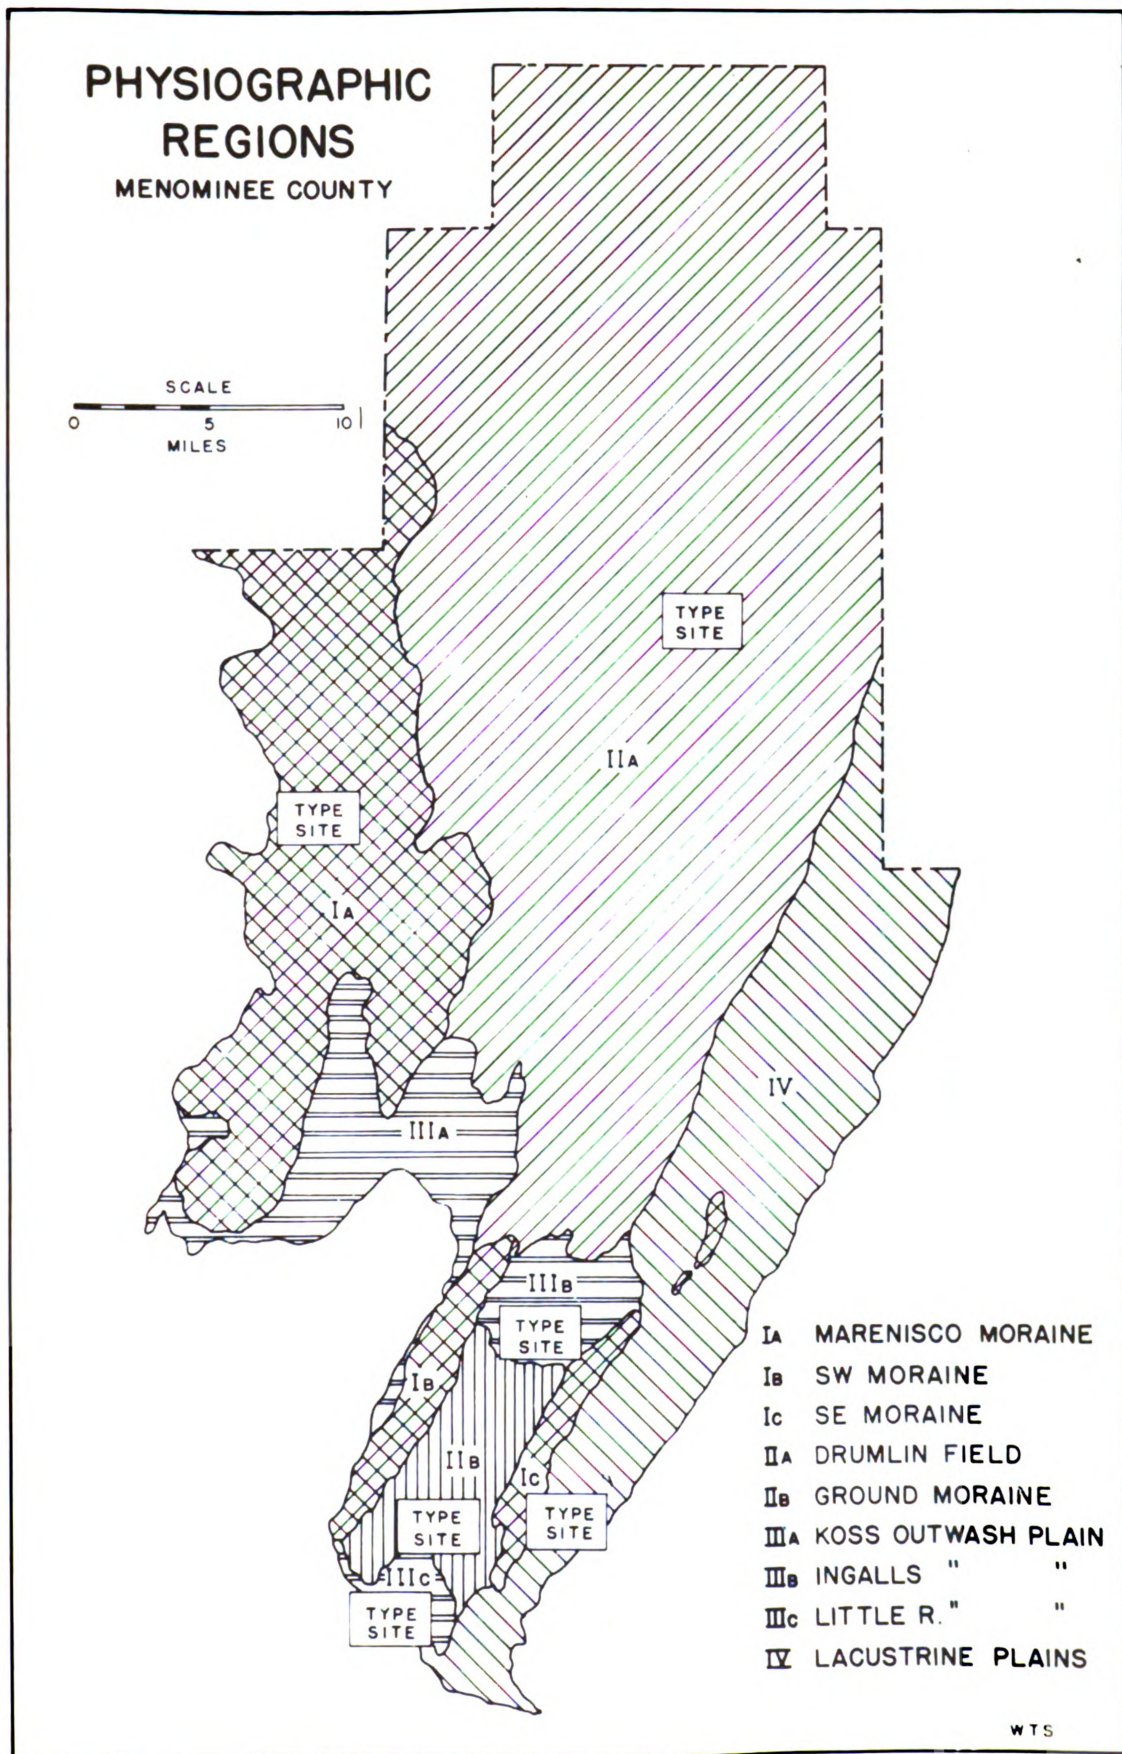 PHYSIOGRAPHIC
REGIONS
MENOMINEE COUNTY
SCALE
0 5 10
MILES
TYPE
SITE
IIA
TYPE
SITE
IA
IV
IIIA
IIIB
TYPE
SITE
IB
IIB
IC
TYPE
SITE
TYPE
SITE
IIIC
TYPE
SITE
IA MARENISCO MORAINE
IB SW MORAINE
IC SE MORAINE
IIA DRUMLIN FIELD
IIB GROUND MORAINE
IIIA KOSS OUTWASH PLAIN
IIIB INGALLS " "
IIIC LITTLE R. " "
IV LACUSTRINE PLAINS
WTS